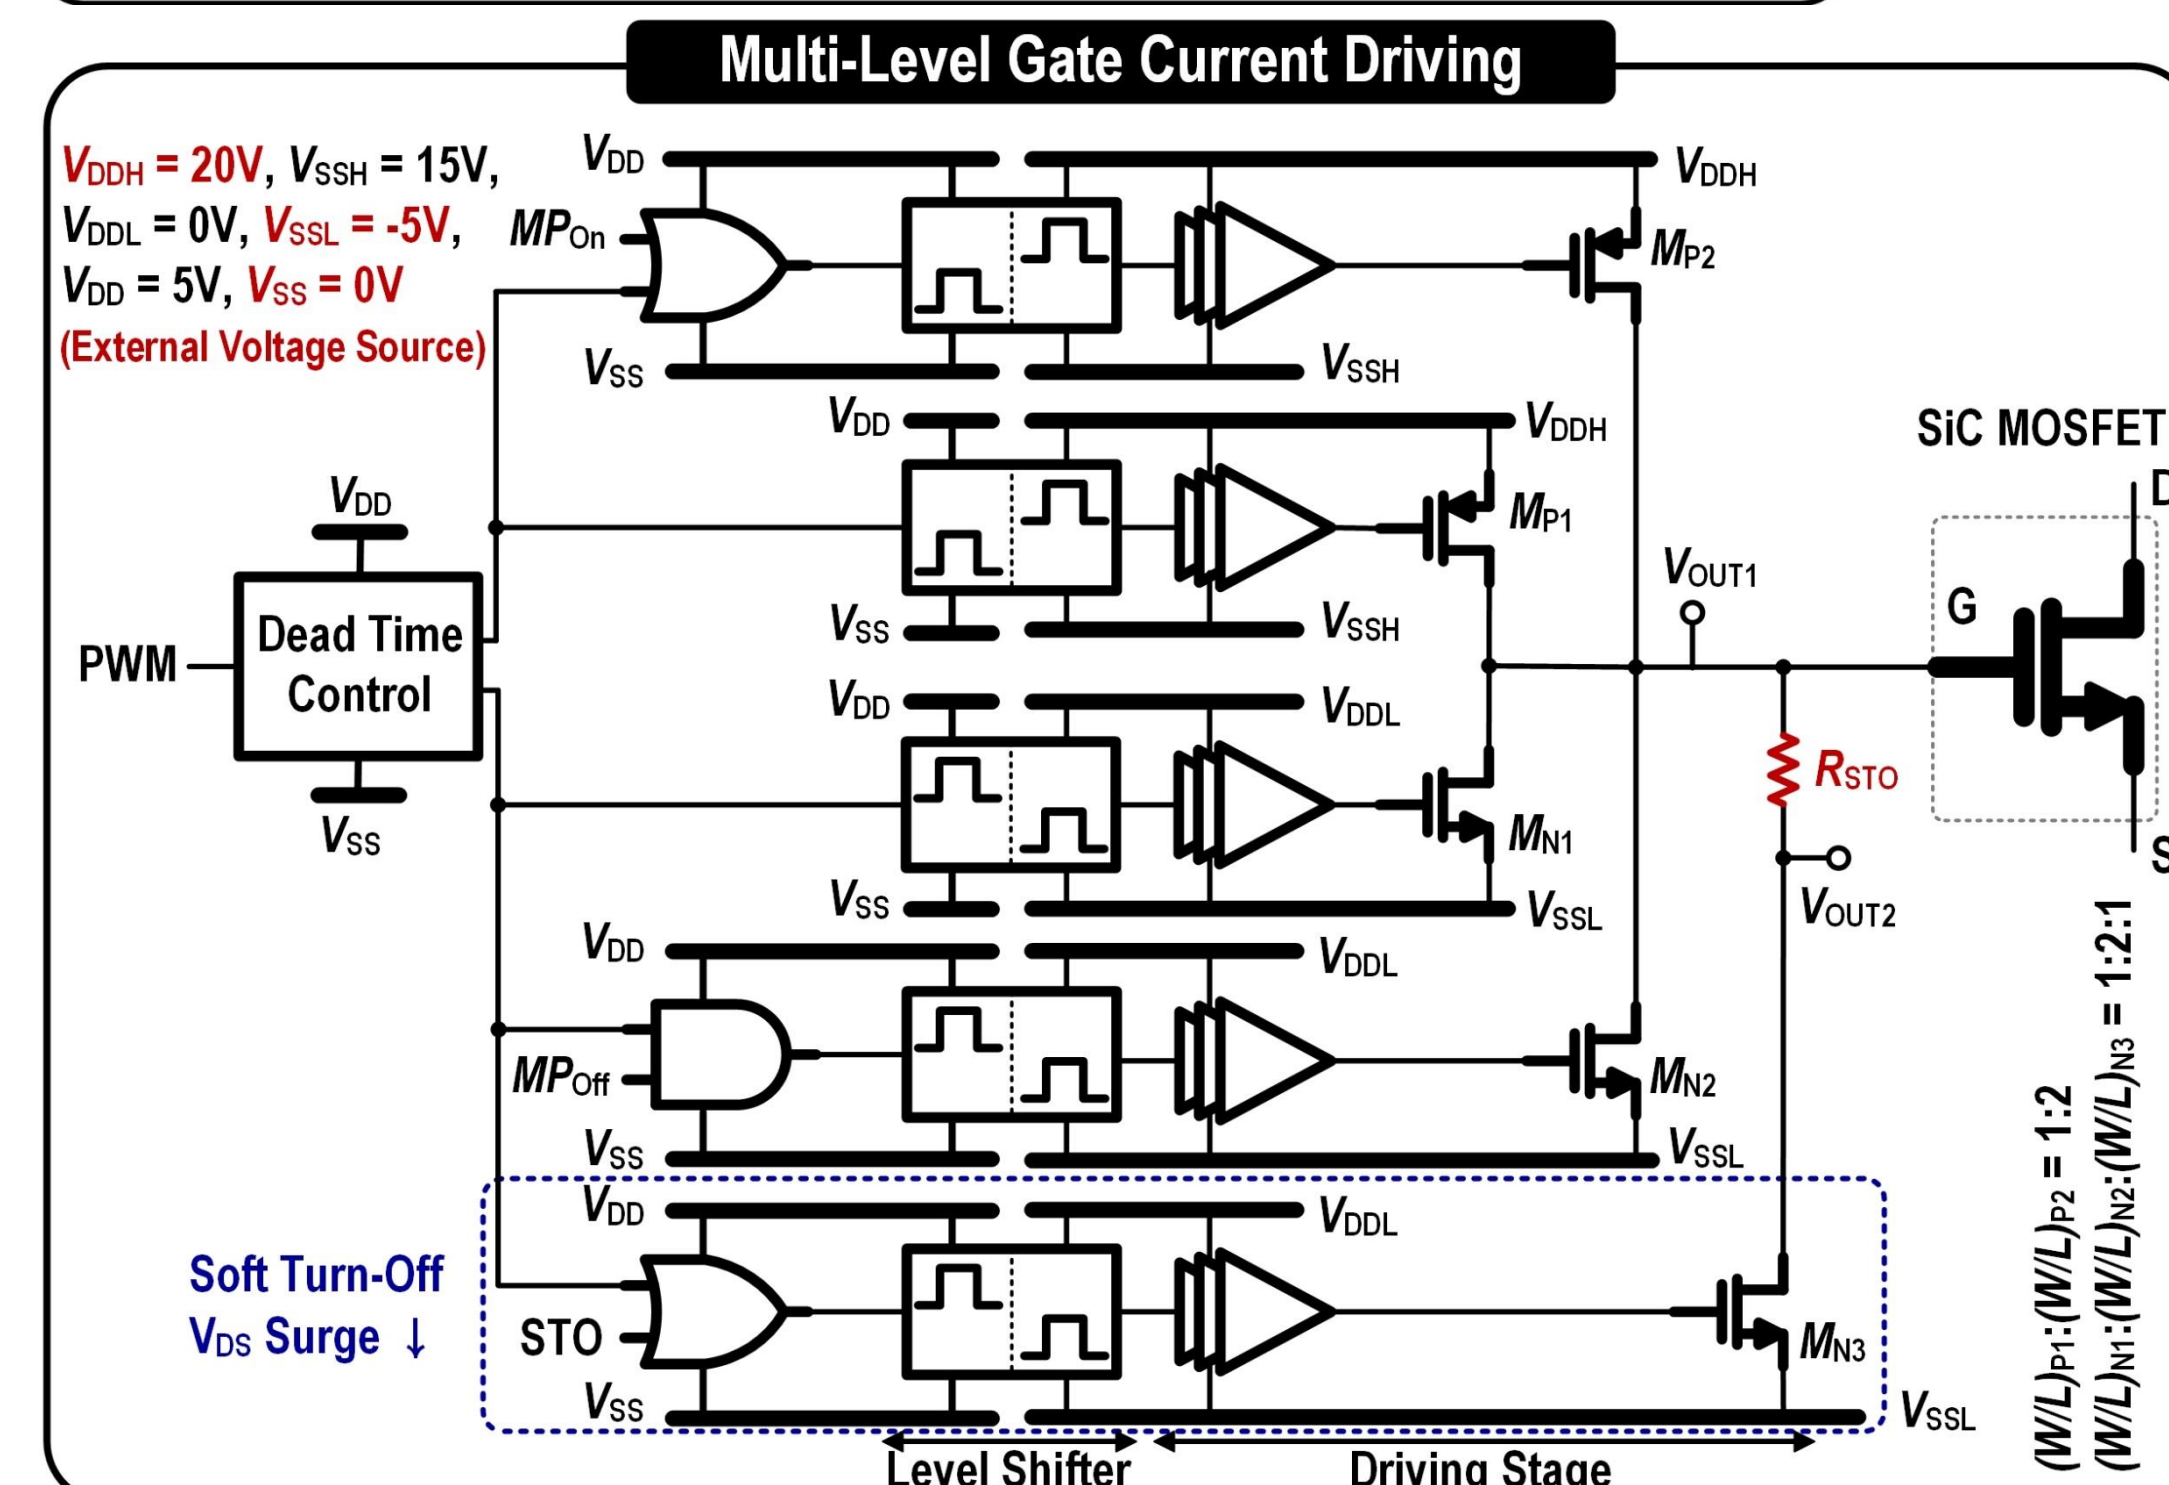 Multi-Level Gate Current Driving
VDDH = 20V, VSSH = 15V,
VDDL = 0V, VSSL = -5V,
VDD = 5V, VSS = 0V
(External Voltage Source)
VDD
VDDH
MPOn
MP2
VSS
VSSH
VDD
VDDH
MP1
VSS
VSSH
VDD
Dead Time
Control
PWM
VSS
SiC MOSFET
D
G
S
VOUT1
RSTO
VOUT2
VDD
VDDL
MN1
VSS
VSSL
VDD
VDDL
MPOff
MN2
VSS
VSSL
VDD
VDDL
Soft Turn-Off
VDS Surge ↓
STO
MN3
VSS
VSSL
Level Shifter
Driving Stage
(W/L)P1:(W/L)P2 = 1:2
(W/L)N1:(W/L)N2:(W/L)N3 = 1:2:1